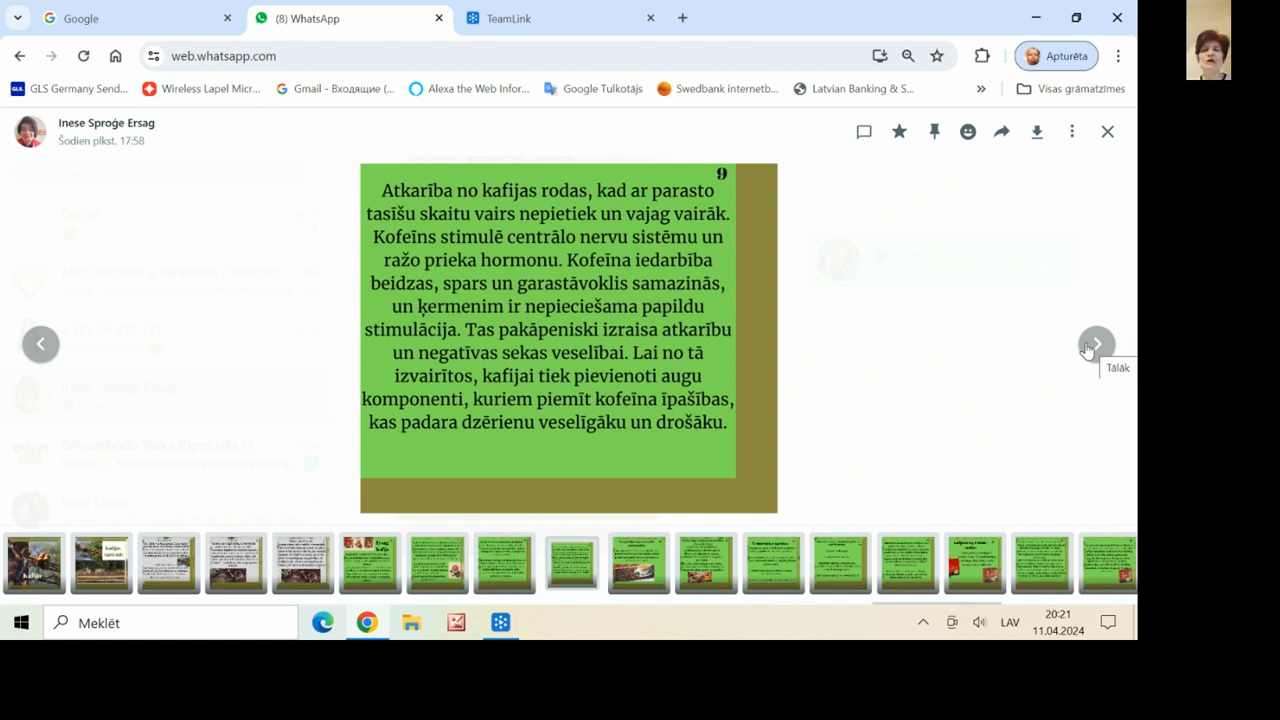 Google
(8) WhatsApp
TeamLink
web.whatsapp.com
Apturēta
GLS Germany Send...
Wireless Lapel Micr...
Gmail - Входящие (...
Alexa the Web Infor...
Google Tulkotājs
Swedbank internetb...
Latvian Banking & S...
Visas grāmatzīmes
Inese Sproģe Ersag
Šodien plkst. 17:58
9
Atkarība no kafijas rodas, kad ar parasto
tasīšu skaitu vairs nepietiek un vajag vairāk.
Kofeīns stimulē centrālo nervu sistēmu un
ražo prieka hormonu. Kofeīna iedarbība
beidzas, spars un garastāvoklis samazinās,
un ķermenim ir nepieciešama papildu
stimulācija. Tas pakāpeniski izraisa atkarību
un negatīvas sekas veselībai. Lai no tā
izvairītos, kafijai tiek pievienoti augu
komponenti, kuriem piemīt kofeīna īpašības,
kas padara dzērienu veselīgāku un drošāku.
Tālāk
Meklēt
LAV
20:21
11.04.2024